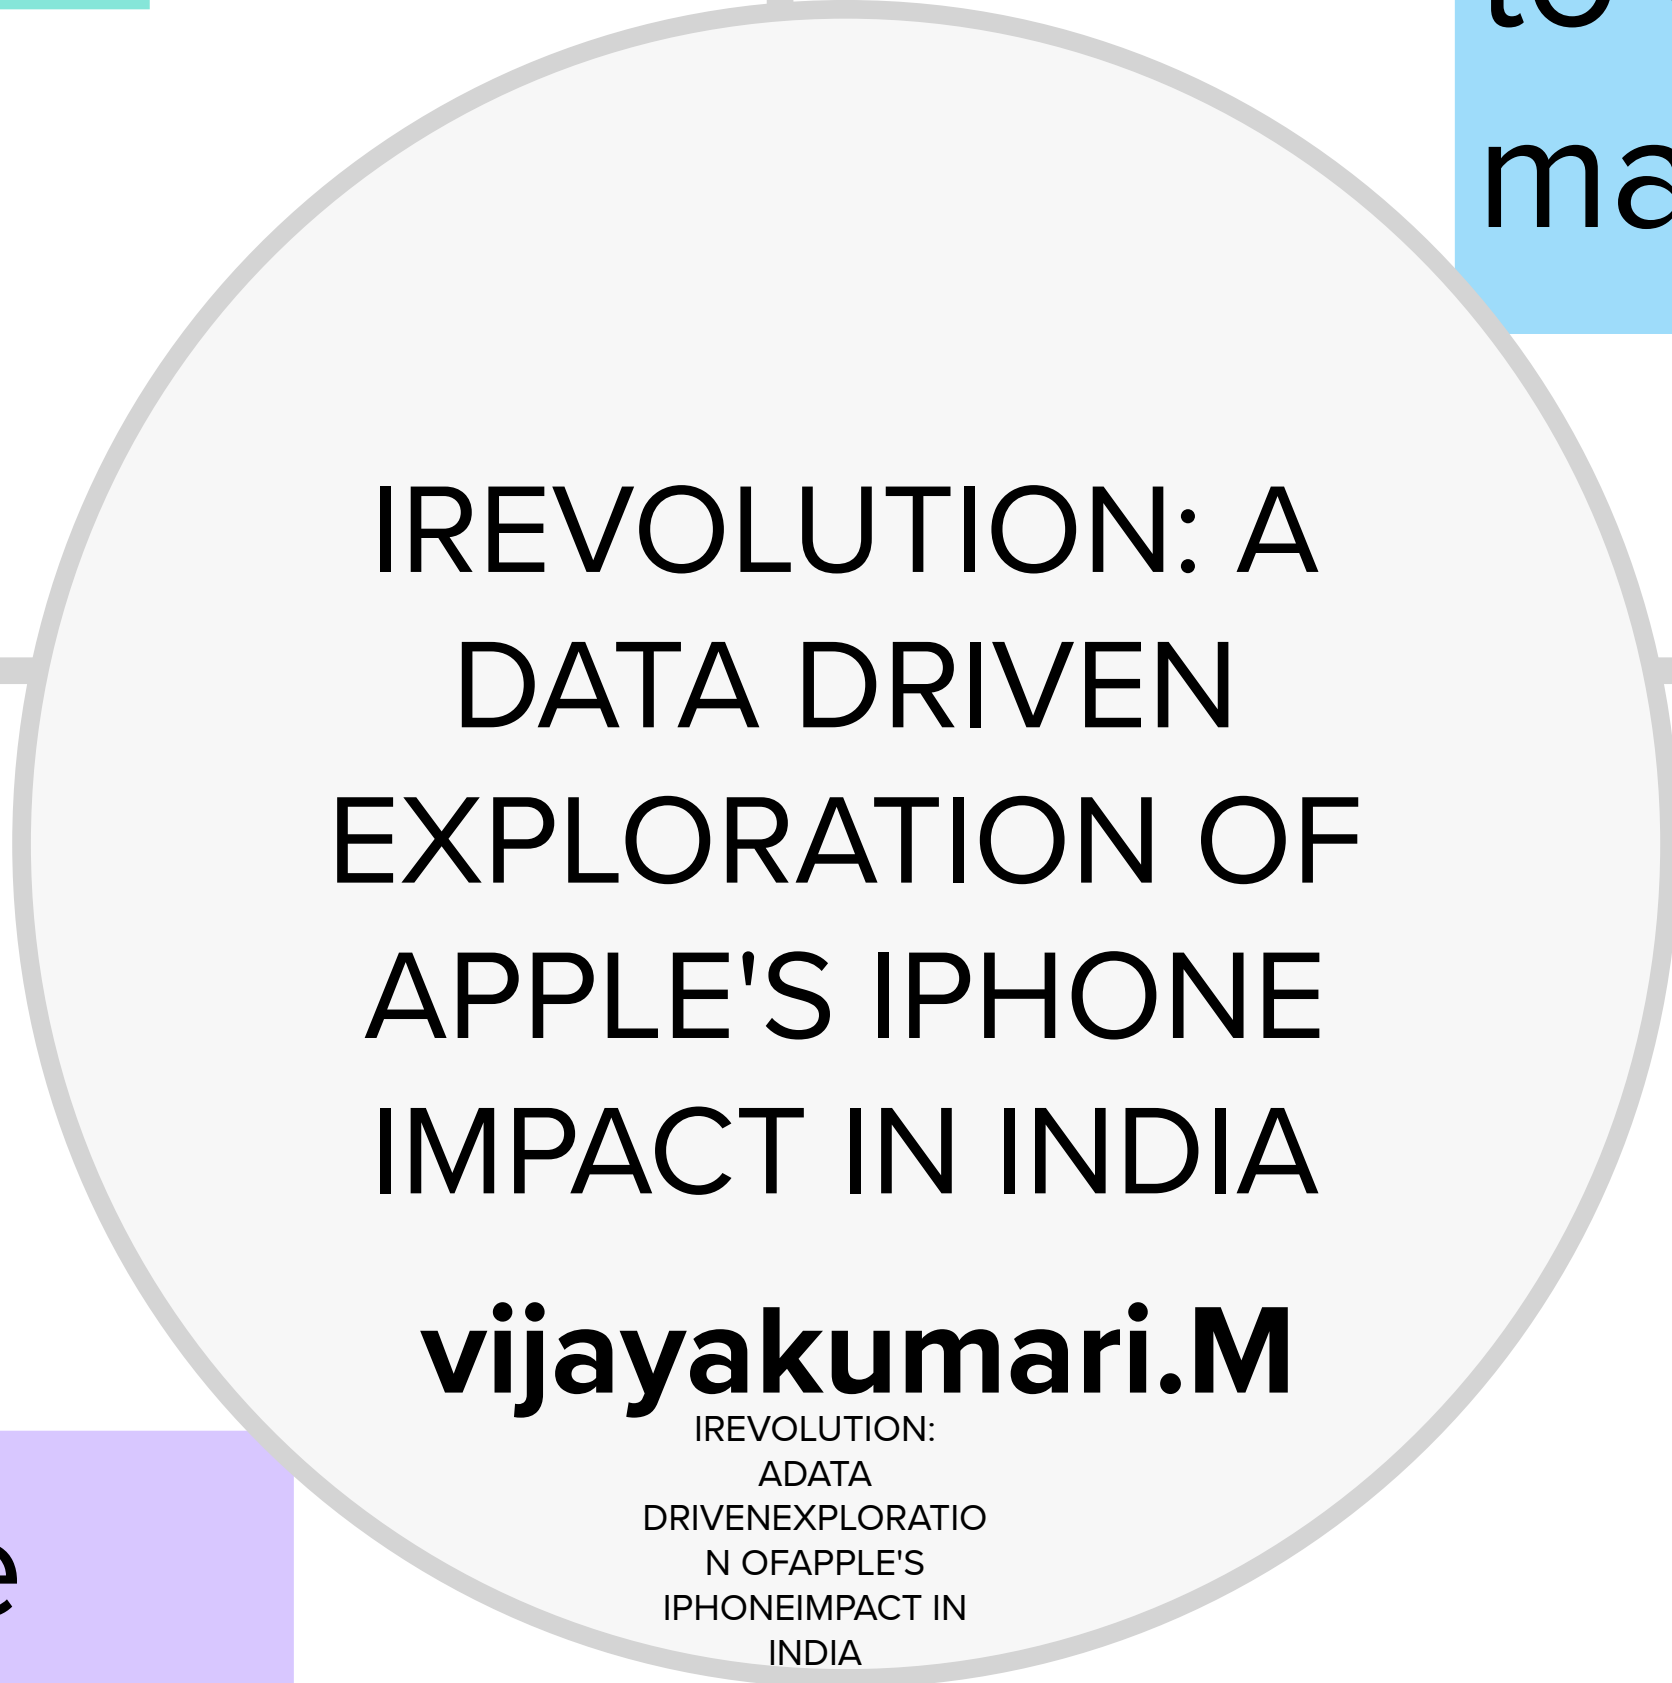 to
ma
IREVOLUTION: A
DATA DRIVEN
EXPLORATION OF
APPLE'S IPHONE
IMPACT IN INDIA
vijayakumari.M
IREVOLUTION:
ADATA
DRIVENEXPLORATIO
N OFAPPLE'S
IPHONEIMPACT IN
INDIA
e